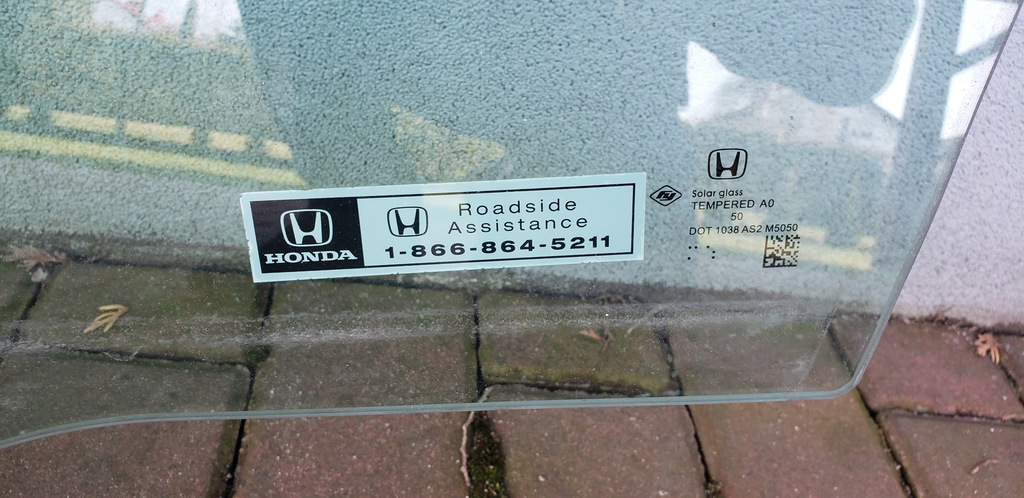 HONDA
Roadside
Assistance
1-866-864-5211
Solar glass
TEMPERED A0
50
DOT 1038 AS2 M5050